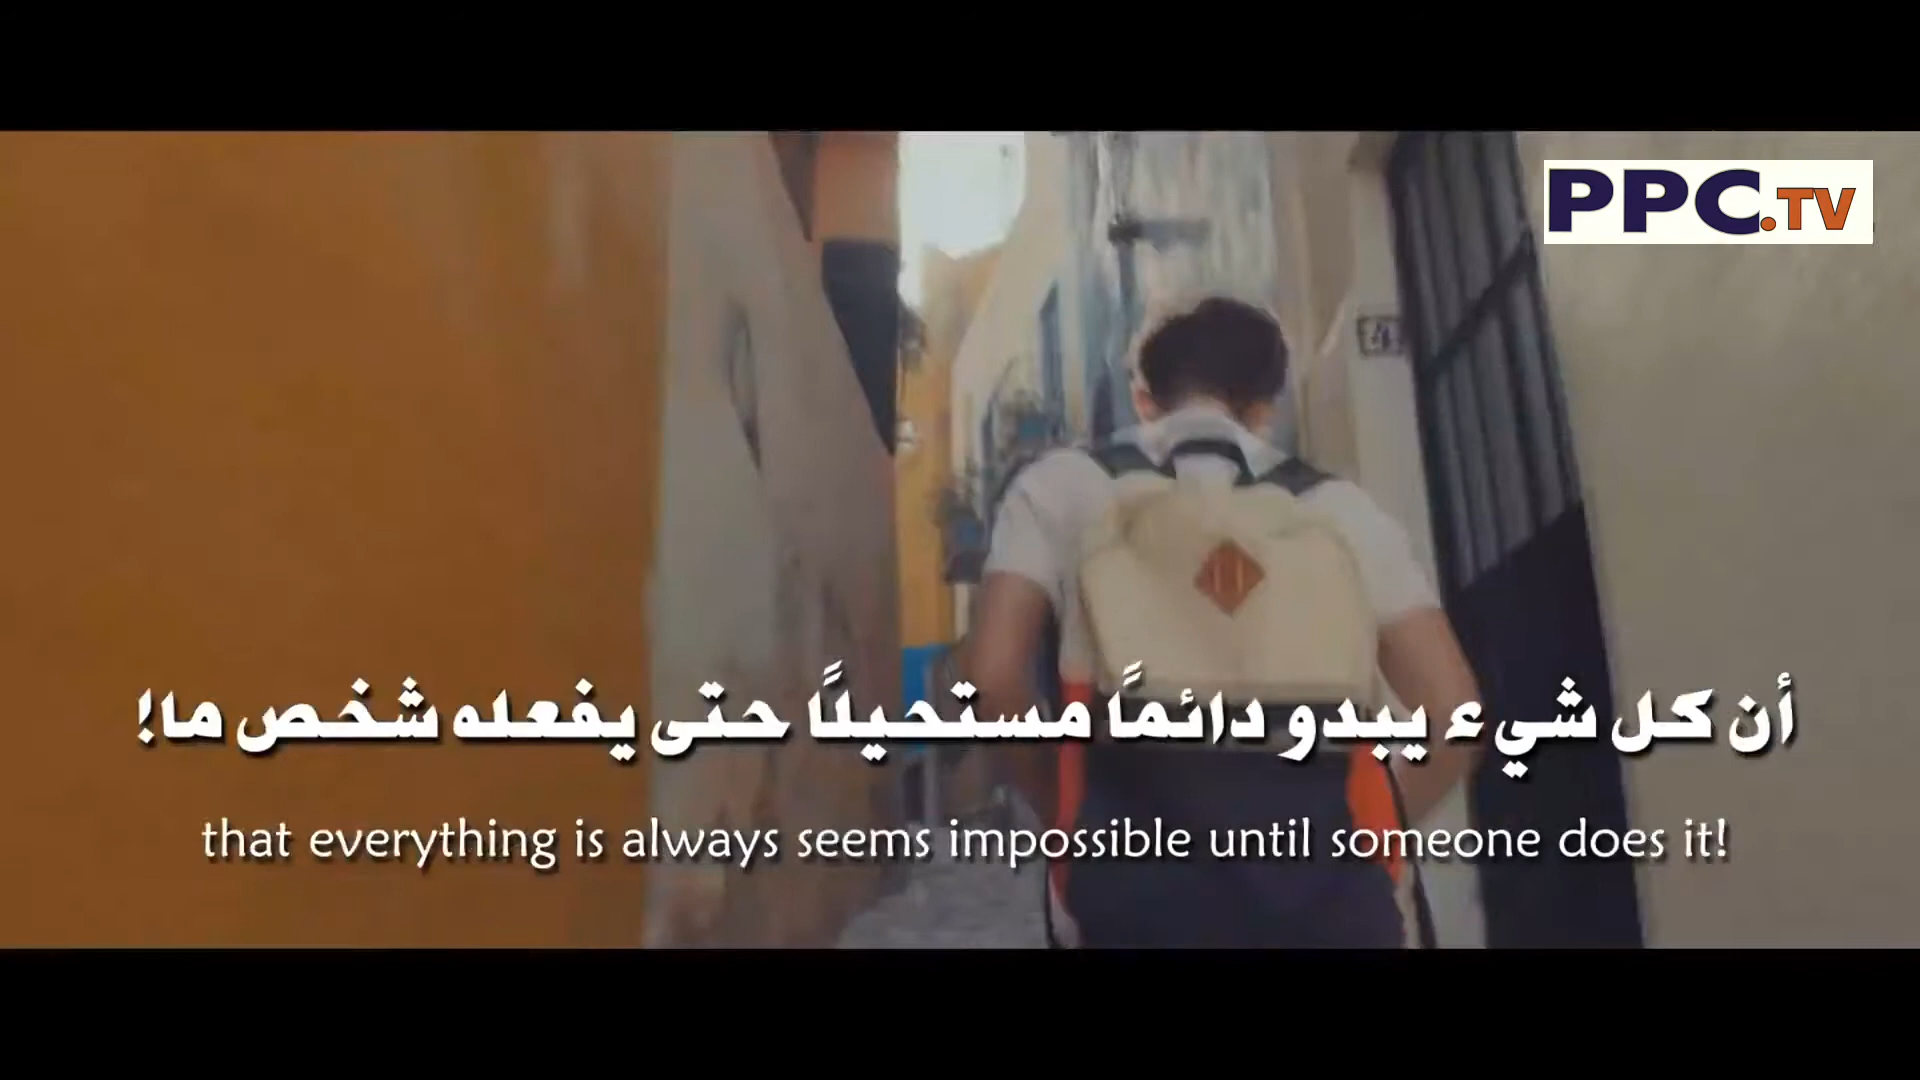 PPC.TV
أن كل شيء يبدو دائماً مستحيلاً حتى يفعله شخص ما!
that everything is always seems impossible until someone does it!